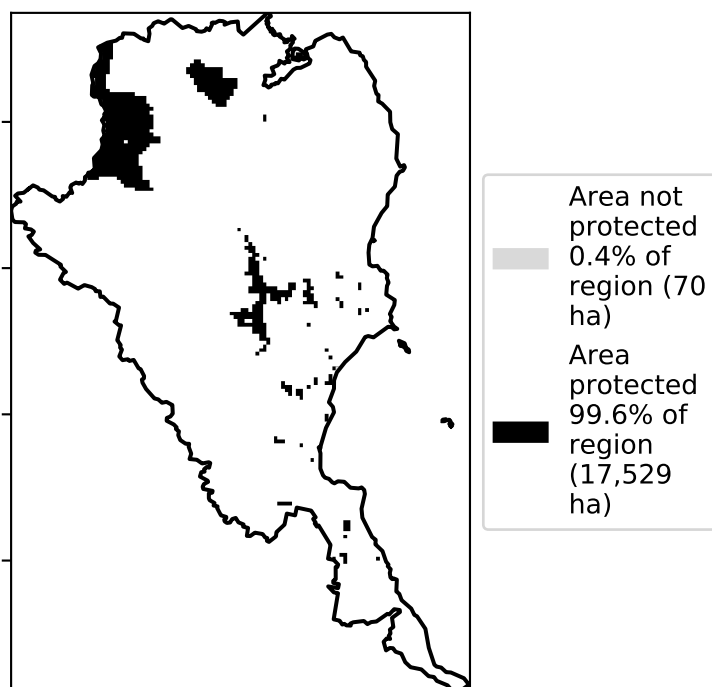 Area not
protected
0.4% of
region (70
ha)
Area
protected
99.6% of
region
(17,529
ha)